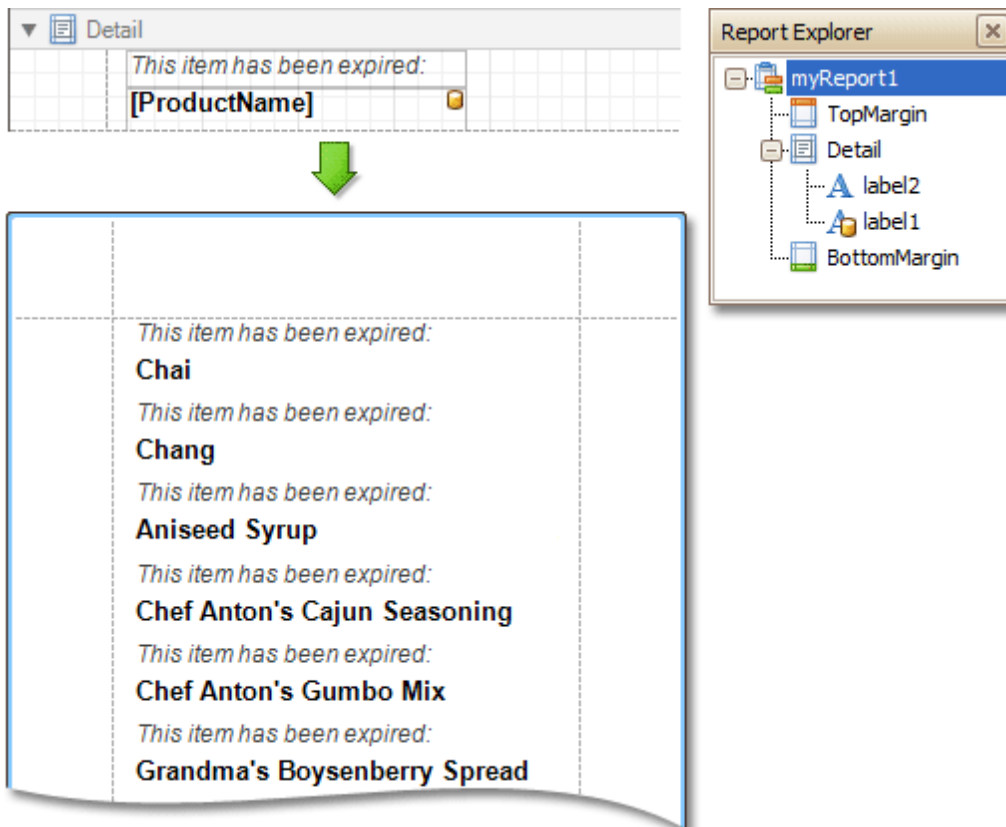 Detail
This item has been expired:
[ProductName]
This item has been expired:
Chai
This item has been expired:
Chang
This item has been expired:
Aniseed Syrup
This item has been expired:
Chef Anton's Cajun Seasoning
This item has been expired:
Chef Anton's Gumbo Mix
This item has been expired:
Grandma's Boysenberry Spread
Report Explorer
myReport1
TopMargin
Detail
label2
label1
BottomMargin